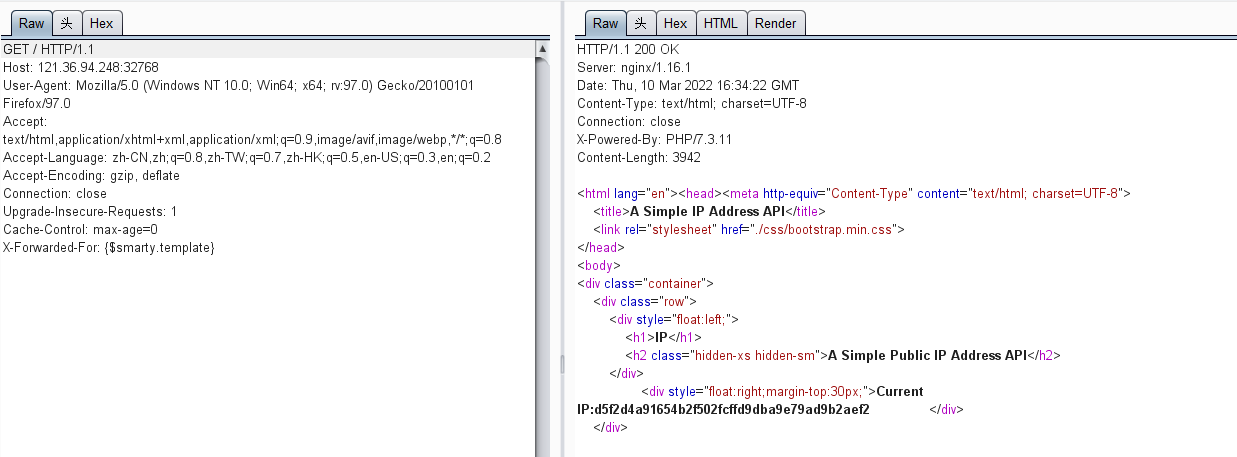 Raw 头 Hex
GET / HTTP/1.1
Host: 121.36.94.248:32768
User-Agent: Mozilla/5.0 (Windows NT 10.0; Win64; x64; rv:97.0) Gecko/20100101
Firefox/97.0
Accept:
text/html,application/xhtml+xml,application/xml;q=0.9,image/avif,image/webp,*/*;q=0.8
Accept-Language: zh-CN,zh;q=0.8,zh-TW;q=0.7,zh-HK;q=0.5,en-US;q=0.3,en;q=0.2
Accept-Encoding: gzip, deflate
Connection: close
Upgrade-Insecure-Requests: 1
Cache-Control: max-age=0
X-Forwarded-For: {$smarty.template}
Raw 头 Hex HTML Render
HTTP/1.1 200 OK
Server: nginx/1.16.1
Date: Thu, 10 Mar 2022 16:34:22 GMT
Content-Type: text/html; charset=UTF-8
Connection: close
X-Powered-By: PHP/7.3.11
Content-Length: 3942
<html lang="en"><head><meta http-equiv="Content-Type" content="text/html; charset=UTF-8">
<title>A Simple IP Address API</title>
<link rel="stylesheet" href="./css/bootstrap.min.css">
</head>
<body>
<div class="container">
<div class="row">
<div style="float:left;">
<h1>IP</h1>
<h2 class="hidden-xs hidden-sm">A Simple Public IP Address API</h2>
</div>
<div style="float:right;margin-top:30px;">Current
IP:d5f2d4a91654b2f502fcffd9dba9e79ad9b2aef2 </div>
</div>